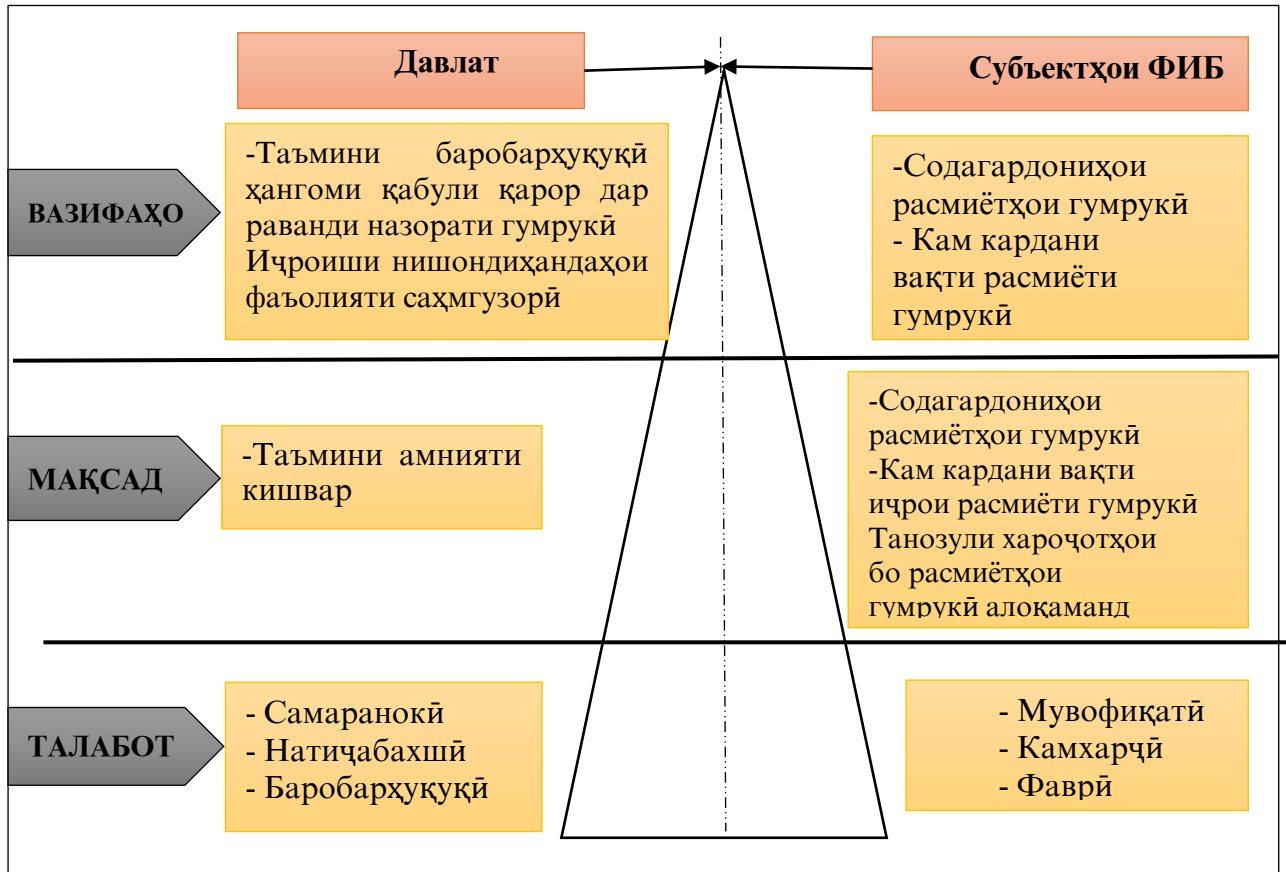 Давлат
Субъектҳои ФИБ
ВАЗИФАҲО
-Таъмини баробарҳуқуқӣ
ҳангоми қабули қарор дар
раванди назорати гумрукӣ
Иҷроиши нишондиҳандаҳои
фаъолияти саҳмгузорӣ
-Содагардониҳои
расмиётҳои гумрукӣ
- Кам кардани
вақти расмиёти
гумрукӣ
МАҚСАД
-Таъмини амнияти
кишвар
-Содагардониҳои
расмиётҳои гумрукӣ
-Кам кардани вақти
иҷрои расмиёти гумрукӣ
Танозули хароҷотҳои
бо расмиётҳои
гумрукӣ алоқаманд
ТАЛАБОТ
- Самаранокӣ
- Натиҷабахшӣ
- Баробарҳуқуқӣ
- Мувофиқатӣ
- Камхарҷӣ
- Фаврӣ